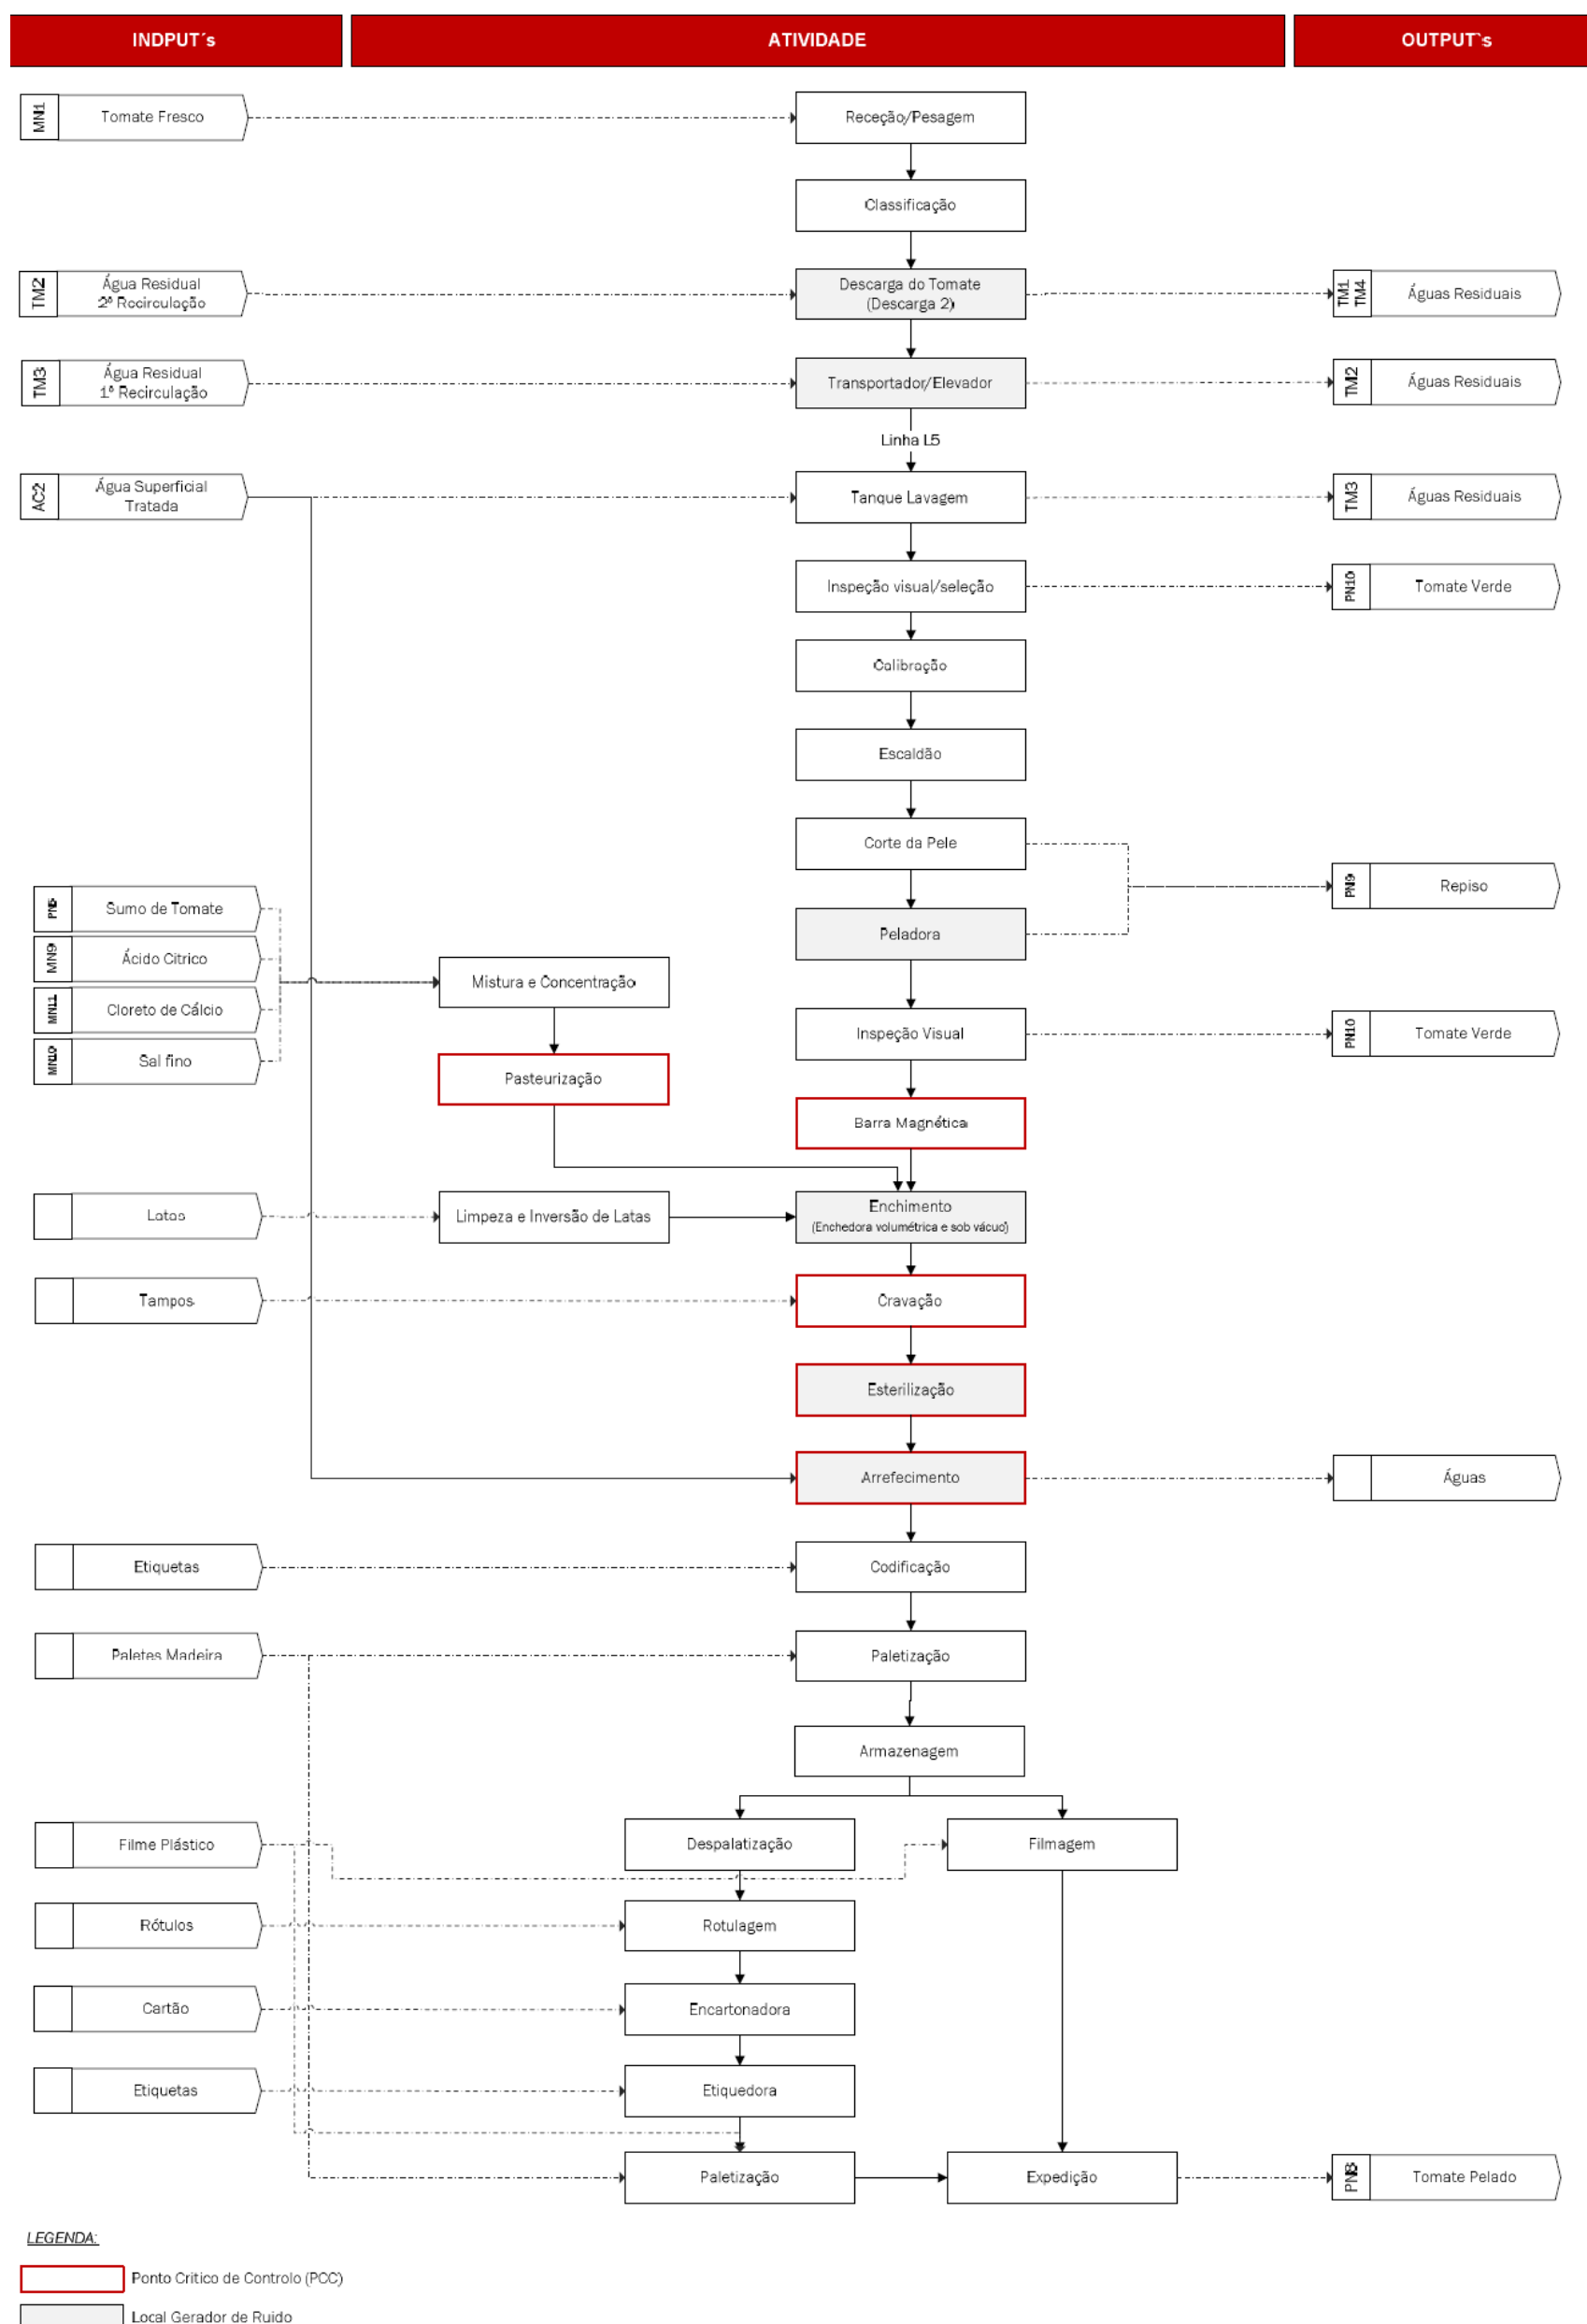 INDPUT´s
ATIVIDADE
OUTPUT`s
MN1
Tomate Fresco
Receção/Pesagem
Classificação
TM2
Água Residual
2ª Recirculação
Descarga do Tomate
(Descarga 2)
TM1
TM4
Águas Residuais
TM3
Água Residual
1ª Recirculação
Transportador/Elevador
TM2
Águas Residuais
Linha L5
AC2
Água Superficial
Tratada
Tanque Lavagem
TM3
Águas Residuais
Inspeção visual/seleção
PN10
Tomate Verde
Calibração
Escaldão
Corte da Pele
PN9
Repiso
PN5
Sumo de Tomate
Peladora
MN9
Ácido Citrico
Mistura e Concentração
MN11
Cloreto de Cálcio
Inspeção Visual
PN10
Tomate Verde
MN10
Sal fino
Pasteurização
Barra Magnética
Latas
Limpeza e Inversão de Latas
Enchimento
(Enchedora volumétrica e sob vácuo)
Tampos
Cravação
Esterilização
Arrefecimento
Águas
Etiquetas
Codificação
Paletes Madeira
Paletização
Armazenagem
Filme Plástico
Despalatização
Filmagem
Rótulos
Rotulagem
Cartão
Encartonadora
Etiquetas
Etiquedora
Paletização
Expedição
PN8
Tomate Pelado
LEGENDA:
Ponto Critico de Controlo (PCC)
Local Gerador de Ruido